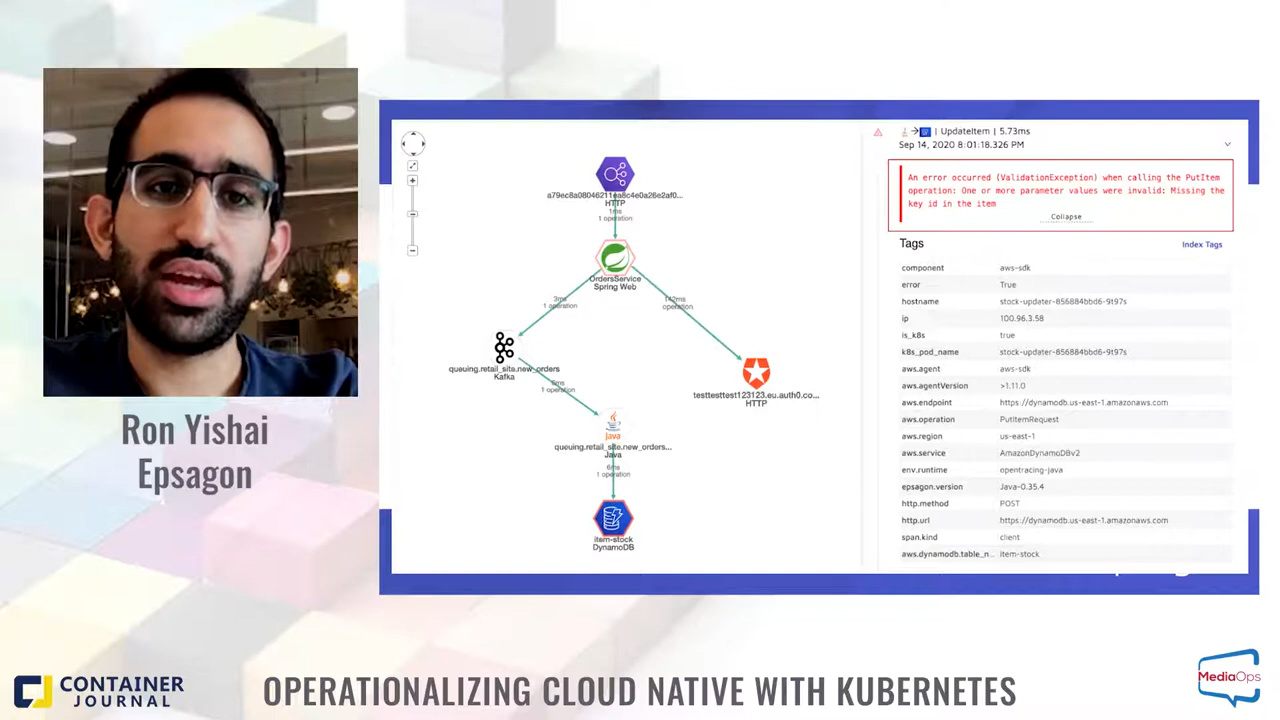 Ron Yishai
Epsagon
a79ec8a08046211ea8c4e0a26e2af0...
HTTP
1ms
1 operation
OrdersService
Spring Web
3ms
1 operation
142ms
operation
queuing.retail_site.new_orders
Kafka
1 operation
testtesttest123123.eu.auth0.co...
HTTP
Java
queuing.retail_site.new_orders...
Java
6ms
1 operation
item-stock
DynamoDB
| UpdateItem | 5.73ms
Sep 14, 2020 8:01:18.326 PM
An error occurred (ValidationException) when calling the PutItem
operation: One or more parameter values were invalid: Missing the
key id in the item
Collapse
Tags
Index Tags
component aws-sdk
error True
hostname stock-updater-856884bbd6-9t97s
ip 100.96.3.58
is_k8s true
k8s_pod_name stock-updater-856884bbd6-9t97s
aws.agent aws-sdk
aws.agentVersion >1.11.0
aws.endpoint https://dynamodb.us-east-1.amazonaws.com
aws.operation PutItemRequest
aws.region us-east-1
aws.service AmazonDynamoDBv2
env.runtime opentracing-java
epsagon.version Java-0.35.4
http.method POST
http.url https://dynamodb.us-east-1.amazonaws.com
span.kind client
aws.dynamodb.table_n... item-stock
CONTAINER
JOURNAL
OPERATIONALIZING CLOUD NATIVE WITH KUBERNETES
MediaOps